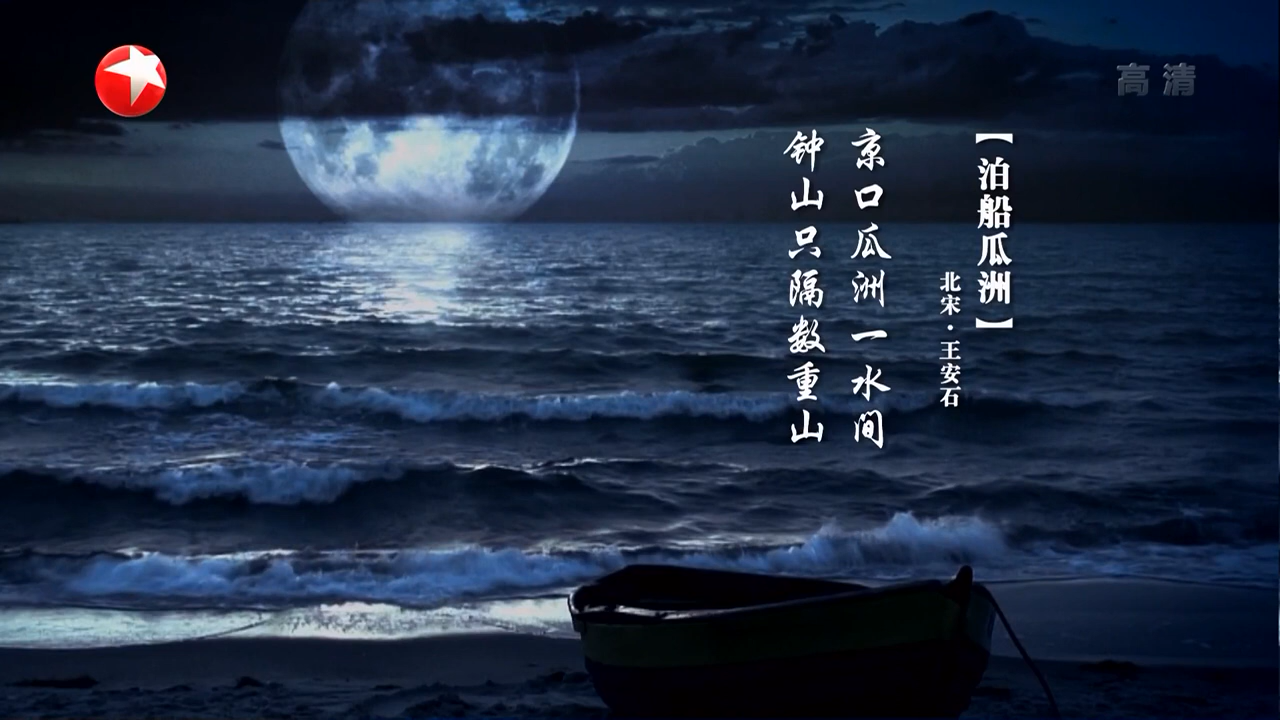 高清
【泊船瓜洲】
北宋·王安石
京口瓜洲一水间
钟山只隔数重山